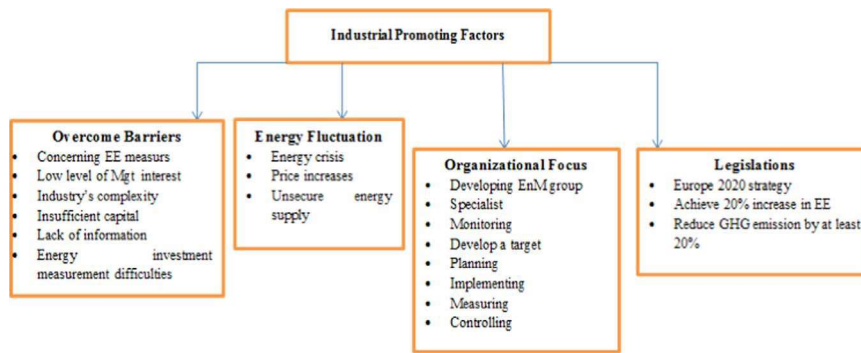 Industrial Promoting Factors
Overcome Barriers
• Concerning EE measurs
• Low level of Mgt interest
• Industry's complexity
• Insufficient capital
• Lack of information
• Energy investment
measurement difficulties
Energy Fluctuation
• Energy crisis
• Price increases
• Unsecure energy
supply
Organizational Focus
• Developing EnM group
• Specialist
• Monitoring
• Develop a target
• Planning
• Implementing
• Measuring
• Controlling
Legislations
• Europe 2020 strategy
• Achieve 20% increase in EE
• Reduce GHG emission by at least
20%